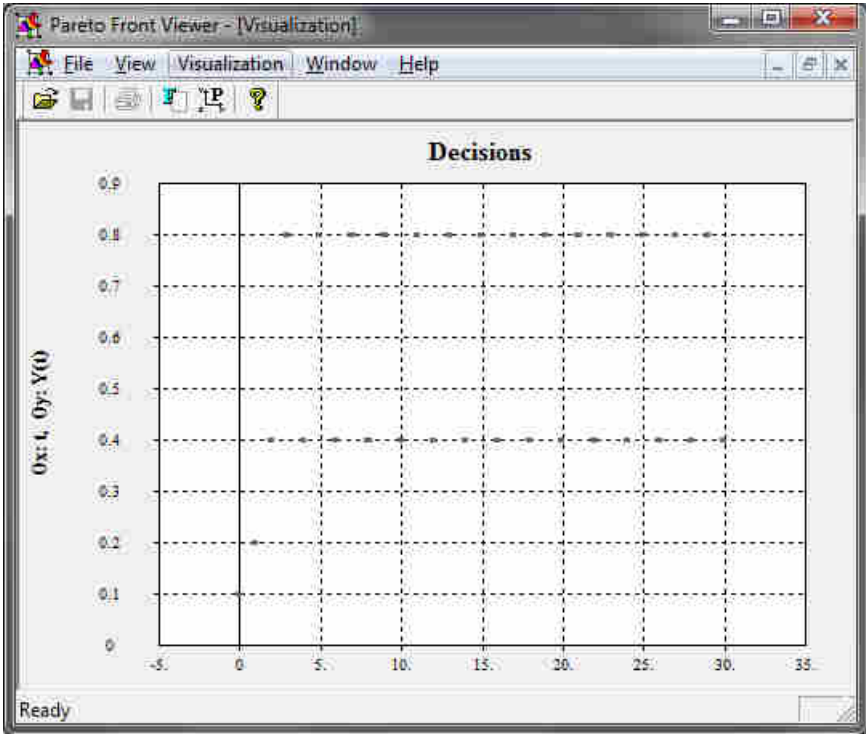 Pareto Front Viewer - [Visualization]
File View Visualization Window Help
Decisions
0.9
0.8
0.7
0.6
0.5
0.4
0.3
0.2
0.1
0
Ox: t, Oy: Y(t)
-5. 0 5. 10. 15. 20. 25. 30. 35.
Ready